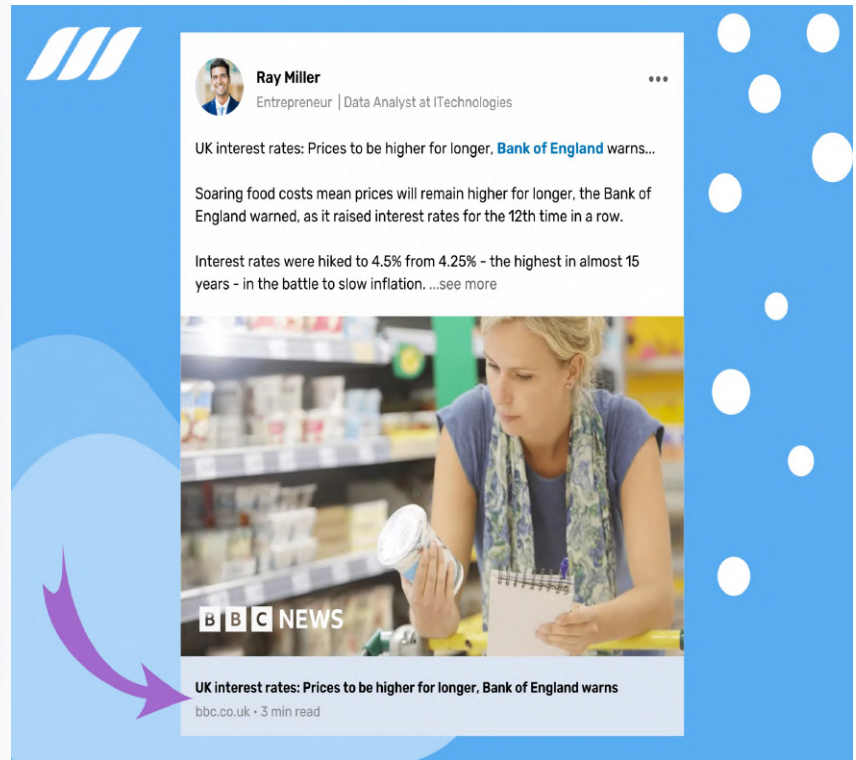 Ray Miller
Entrepreneur | Data Analyst at ITechnologies
UK interest rates: Prices to be higher for longer, Bank of England warns...
Soaring food costs mean prices will remain higher for longer, the Bank of
England warned, as it raised interest rates for the 12th time in a row.
Interest rates were hiked to 4.5% from 4.25% - the highest in almost 15
years - in the battle to slow inflation. ...see more
BBC NEWS
UK interest rates: Prices to be higher for longer, Bank of England warns
bbc.co.uk • 3 min read